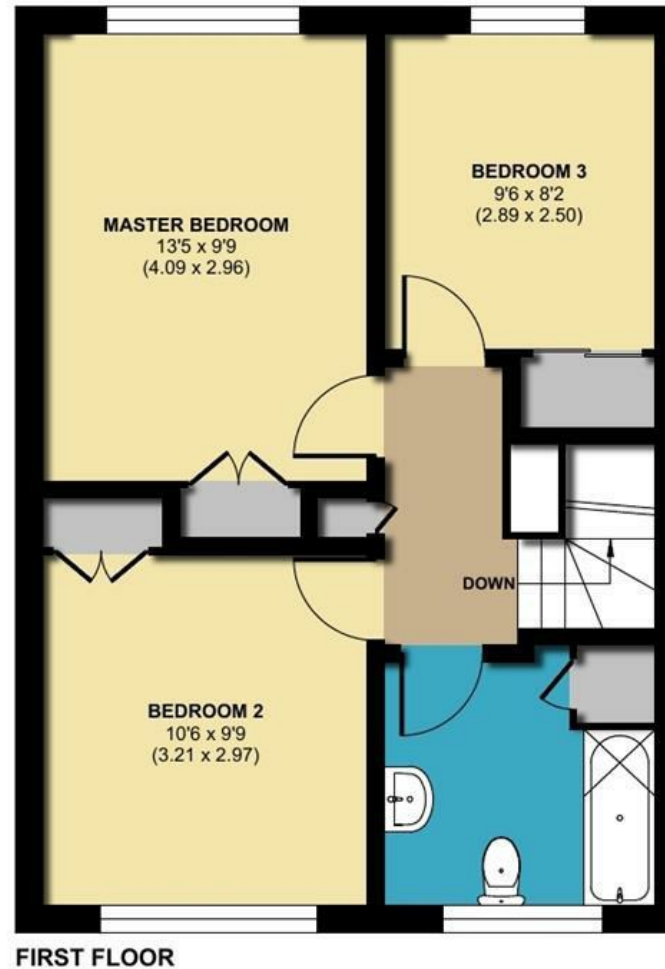 MASTER BEDROOM
13'5 x 9'9
(4.09 x 2.96)
BEDROOM 3
9'6 x 8'2
(2.89 x 2.50)
DOWN
BEDROOM 2
10'6 x 9'9
(3.21 x 2.97)
FIRST FLOOR